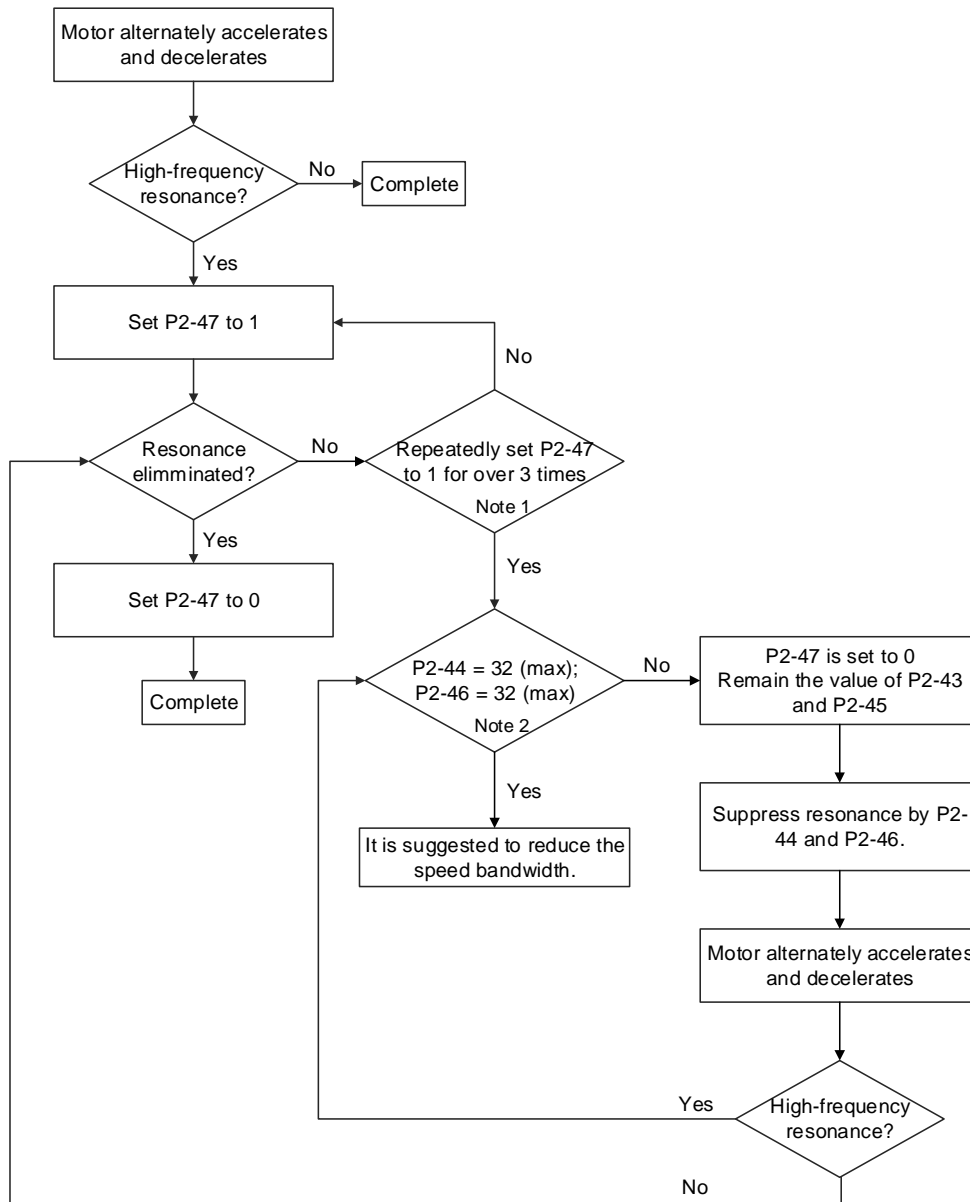 Motor alternately accelerates
and decelerates
High-frequency
resonance?
No
Complete
Yes
Set P2-47 to 1
No
Resonance
elimminated?
No
Repeatedly set P2-47
to 1 for over 3 times
Note 1
Yes
Yes
Set P2-47 to 0
Complete
P2-44 = 32 (max);
P2-46 = 32 (max)
Note 2
No
P2-47 is set to 0
Remain the value of P2-43
and P2-45
Yes
It is suggested to reduce the
speed bandwidth.
Suppress resonance by P2-
44 and P2-46.
Motor alternately accelerates
and decelerates
Yes
High-frequency
resonance?
No